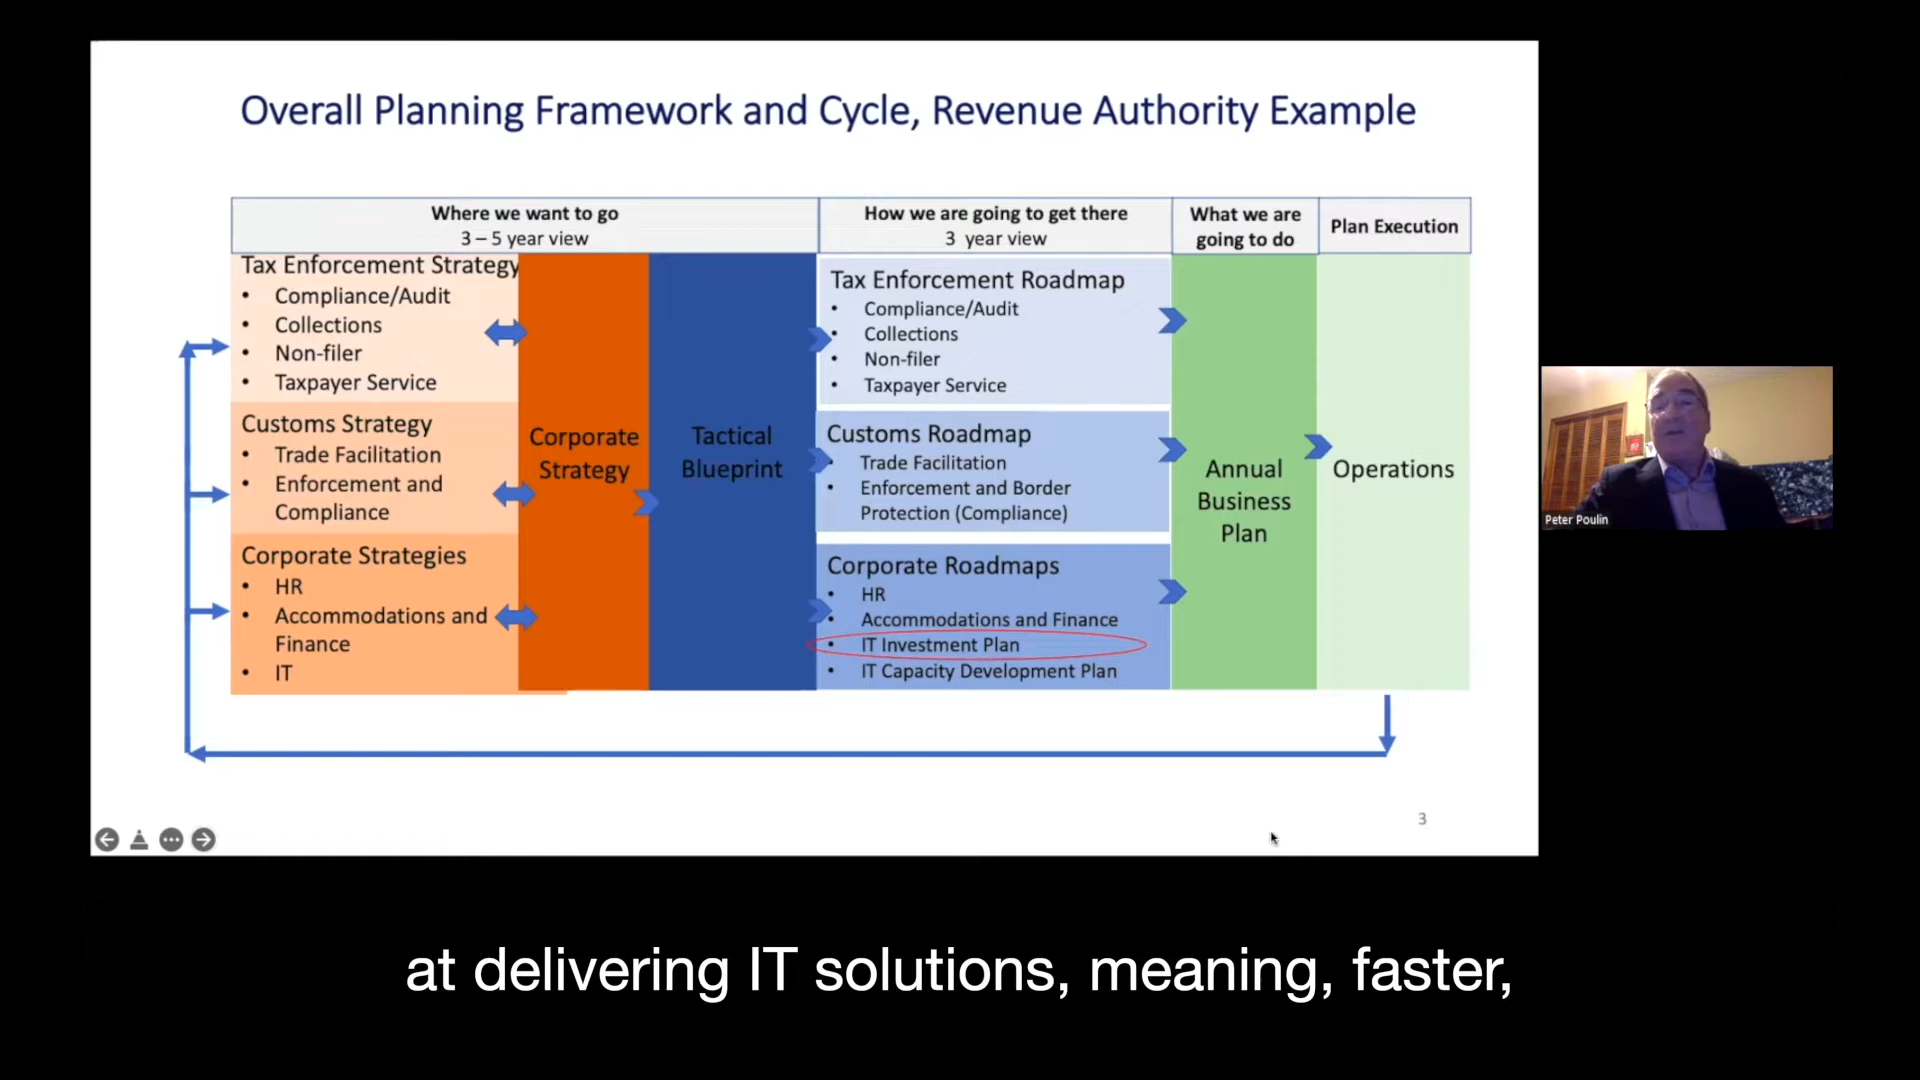 Overall Planning Framework and Cycle, Revenue Authority Example
Where we want to go
3 – 5 year view
How we are going to get there
3 year view
What we are
going to do
Plan Execution
Tax Enforcement Strategy
• Compliance/Audit
• Collections
• Non-filer
• Taxpayer Service
Customs Strategy
• Trade Facilitation
• Enforcement and
Compliance
Corporate Strategies
• HR
• Accommodations and
Finance
• IT
Corporate
Strategy
Tactical
Blueprint
Tax Enforcement Roadmap
• Compliance/Audit
• Collections
• Non-filer
• Taxpayer Service
Customs Roadmap
• Trade Facilitation
• Enforcement and Border
Protection (Compliance)
Corporate Roadmaps
• HR
• Accommodations and Finance
• IT Investment Plan
• IT Capacity Development Plan
Annual
Business
Plan
Operations
3
Peter Poulin
at delivering IT solutions, meaning, faster,